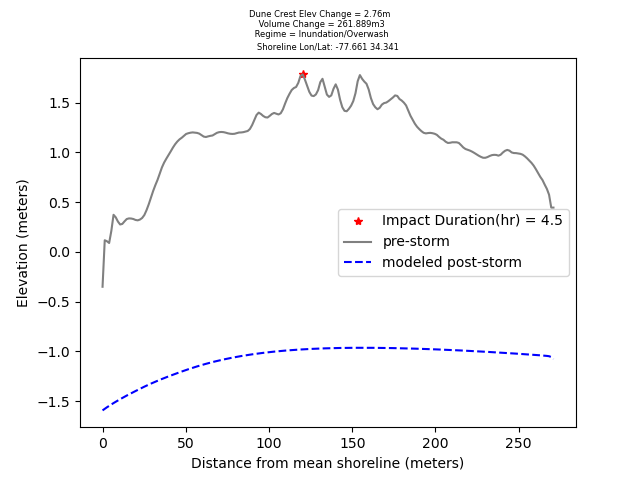 Dune Crest Elev Change = 2.76m
Volume Change = 261.889m3
Regime = Inundation/Overwash
Shoreline Lon/Lat: -77.661 34.341
1.5
1.0
0.5
0.0
−0.5
−1.0
−1.5
Elevation (meters)
Impact Duration(hr) = 4.5
pre-storm
modeled post-storm
0 50 100 150 200 250
Distance from mean shoreline (meters)